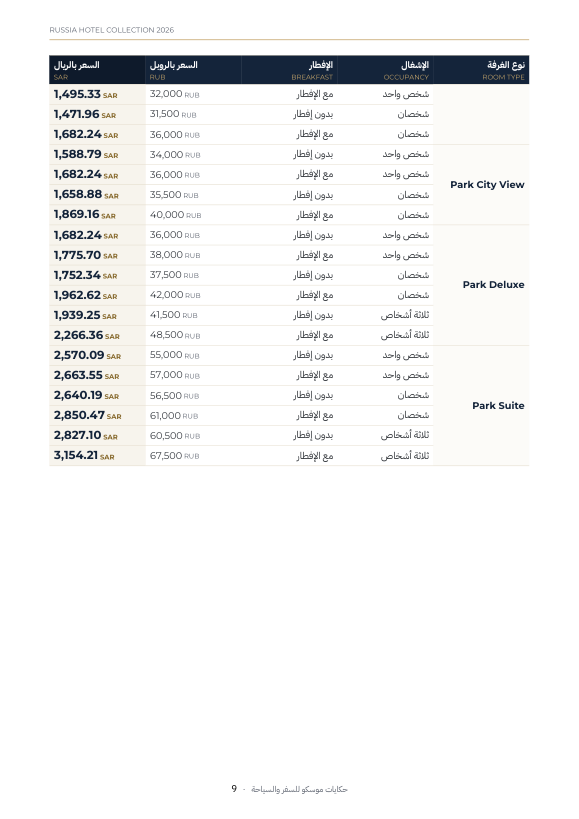 RUSSIA HOTEL COLLECTION 2026
نوع الغرفة الإشغال الإفطار السعر بالروبل السعر بالريال
ROOM TYPE OCCUPANCY BREAKFAST RUB SAR
شخص واحد مع الإفطار 32,000 RUB 1,495.33 SAR
شخصان بدون إفطار 31,500 RUB 1,471.96 SAR
شخصان مع الإفطار 36,000 RUB 1,682.24 SAR
Park City View
شخص واحد بدون إفطار 34,000 RUB 1,588.79 SAR
شخص واحد مع الإفطار 36,000 RUB 1,682.24 SAR
شخصان بدون إفطار 35,500 RUB 1,658.88 SAR
شخصان مع الإفطار 40,000 RUB 1,869.16 SAR
Park Deluxe
شخص واحد بدون إفطار 36,000 RUB 1,682.24 SAR
شخص واحد مع الإفطار 38,000 RUB 1,775.70 SAR
شخصان بدون إفطار 37,500 RUB 1,752.34 SAR
شخصان مع الإفطار 42,000 RUB 1,962.62 SAR
ثلاثة أشخاص بدون إفطار 41,500 RUB 1,939.25 SAR
ثلاثة أشخاص مع الإفطار 48,500 RUB 2,266.36 SAR
Park Suite
شخص واحد بدون إفطار 55,000 RUB 2,570.09 SAR
شخص واحد مع الإفطار 57,000 RUB 2,663.55 SAR
شخصان بدون إفطار 56,500 RUB 2,640.19 SAR
شخصان مع الإفطار 61,000 RUB 2,850.47 SAR
ثلاثة أشخاص بدون إفطار 60,500 RUB 2,827.10 SAR
ثلاثة أشخاص مع الإفطار 67,500 RUB 3,154.21 SAR
حكايات موسكو للسفر والسياحة - 9